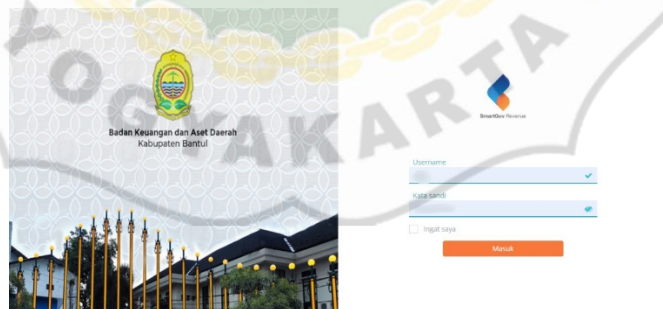 YOGYAKARTA
Badan Keuangan dan Aset Daerah
Kabupaten Bantul
SmartGov Revenue
Username
Kata sandi
Ingat saya
Masuk